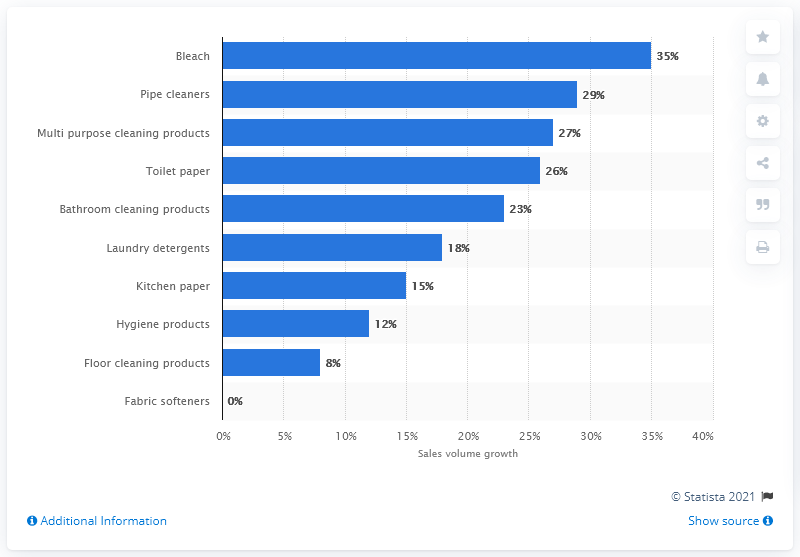 Bleach 35%
Pipe cleaners 29%
Multi purpose cleaning products 27%
Toilet paper 26%
Bathroom cleaning products 23%
Laundry detergents 18%
Kitchen paper 15%
Hygiene products 12%
Floor cleaning products 8%
Fabric softeners 0%
0% 5% 10% 15% 20% 25% 30% 35% 40%
Sales volume growth
© Statista 2021
Additional Information Show source